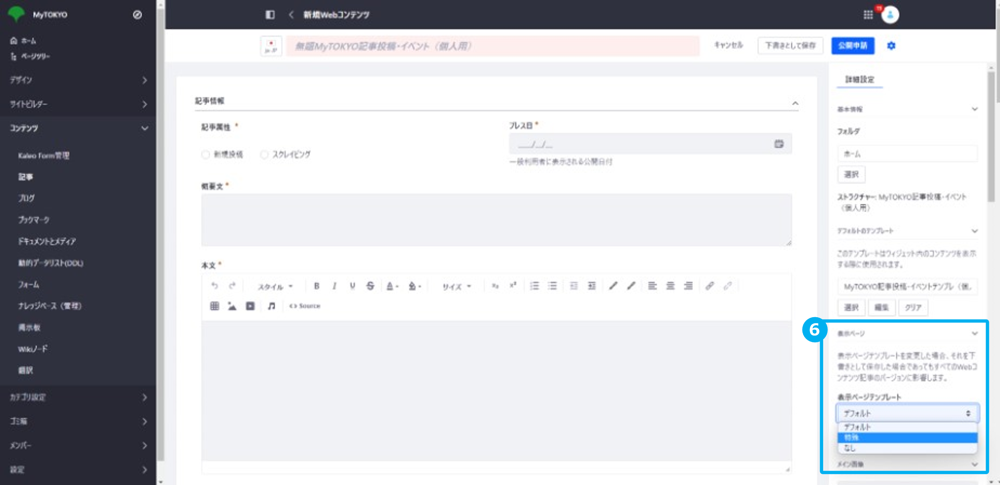 MyTOKYO
ホーム
ページツリー
デザイン
サイトビルダー
コンテンツ
Kaleo Form管理
記事
ブログ
ブックマーク
ドキュメントとメディア
動的データリスト(DDL)
フォーム
ナレッジベース（管理）
掲示板
Wikiノード
翻訳
カテゴリ設定
ゴミ箱
メンバー
設定
新規Webコンテンツ
ja-JP
無題MyTOKYO記事投稿・イベント（個人用）
キャンセル
下書きとして保存
公開申請
記事情報
記事属性 *
新規投稿
スクレイピング
プレス日 *
____/__/__
一般利用者に表示される公開日付
概要文 *
本文 *
スタイル
B I U S A
サイズ
x₂ x²
Source
詳細設定
基本情報
フォルダ
ホーム
選択
ストラクチャー: MyTOKYO記事投稿・イベント
（個人用）
デフォルトのテンプレート
このテンプレートはウィジェット内のコンテンツを表示
する際に使用されます。
MyTOKYO記事投稿・イベントテンプレ（個
選択
編集
クリア
6
表示ページ
表示ページテンプレートを変更した場合、それを下
書きとして保存した場合であってもすべてのWebコ
ンテンツ記事のバージョンに影響します。
表示ページテンプレート
デフォルト
デフォルト
特殊
なし
メイン画像